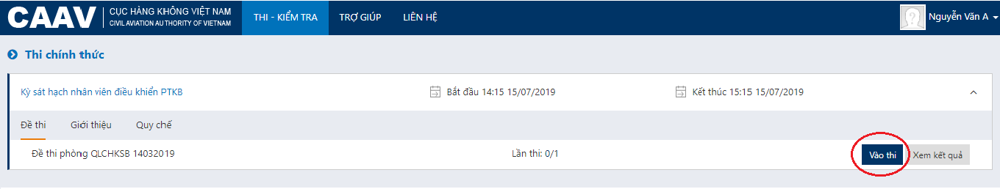 CAAV
CỤC HÀNG KHÔNG VIỆT NAM
CIVIL AVIATION AUTHORITY OF VIETNAM
THI - KIỂM TRA
TRỢ GIÚP
LIÊN HỆ
Nguyễn Văn A
Thi chính thức
Kỳ sát hạch nhân viên điều khiển PTKB
Bắt đầu 14:15 15/07/2019
Kết thúc 15:15 15/07/2019
Đề thi
Giới thiệu
Quy chế
Đề thi phòng QLCHKSB 14032019
Lần thi: 0/1
Vào thi
Xem kết quả